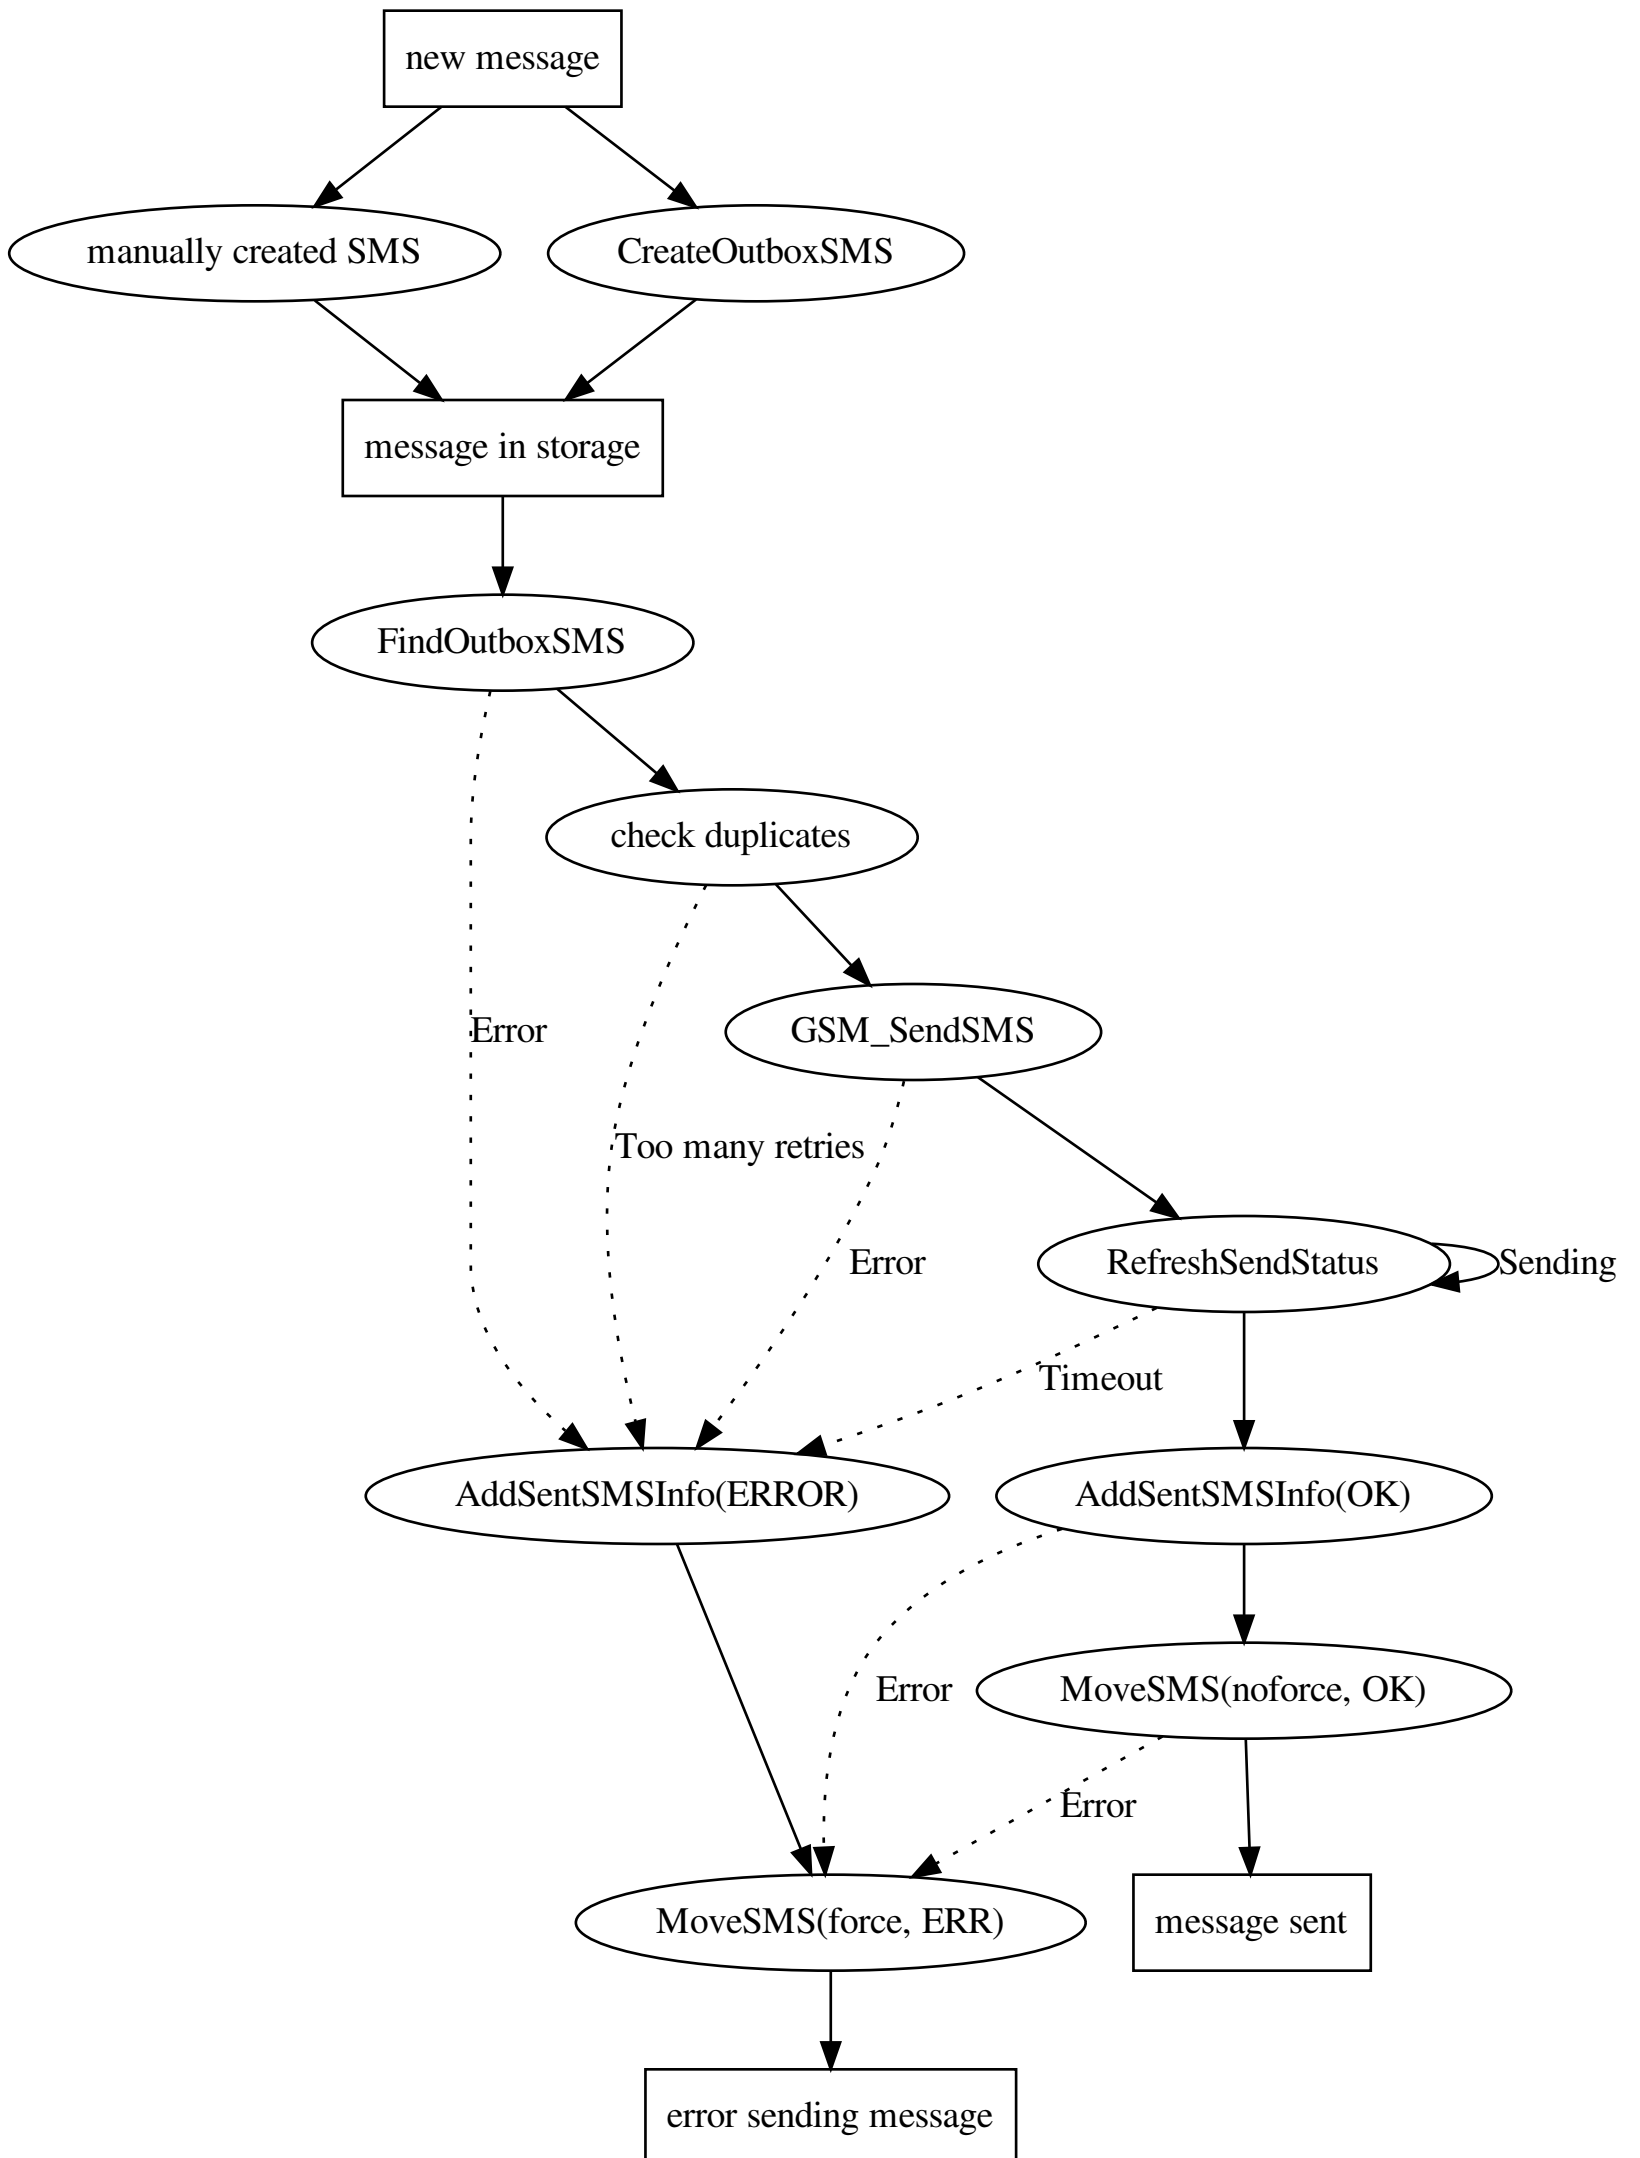 new message
manually created SMS
CreateOutboxSMS
message in storage
FindOutboxSMS
check duplicates
Error
GSM_SendSMS
Too many retries
Error
RefreshSendStatus
Sending
Timeout
AddSentSMSInfo(ERROR)
AddSentSMSInfo(OK)
Error
MoveSMS(noforce, OK)
Error
MoveSMS(force, ERR)
message sent
error sending message